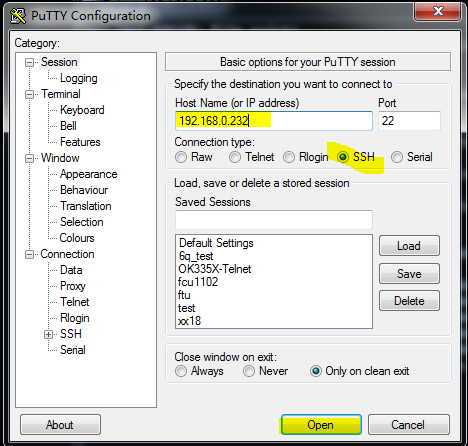 PuTTY Configuration
Category:
Session
Logging
Terminal
Keyboard
Bell
Features
Window
Appearance
Behaviour
Translation
Selection
Colours
Connection
Data
Proxy
Telnet
Rlogin
SSH
Serial
Basic options for your PuTTY session
Specify the destination you want to connect to
Host Name (or IP address) Port
192.168.0.232 22
Connection type:
Raw Telnet Rlogin SSH Serial
Load, save or delete a stored session
Saved Sessions
Default Settings
6q_test
OK335X-Telnet
fcu1102
ftu
test
xx18
Load
Save
Delete
Close window on exit:
Always Never Only on clean exit
About Open Cancel